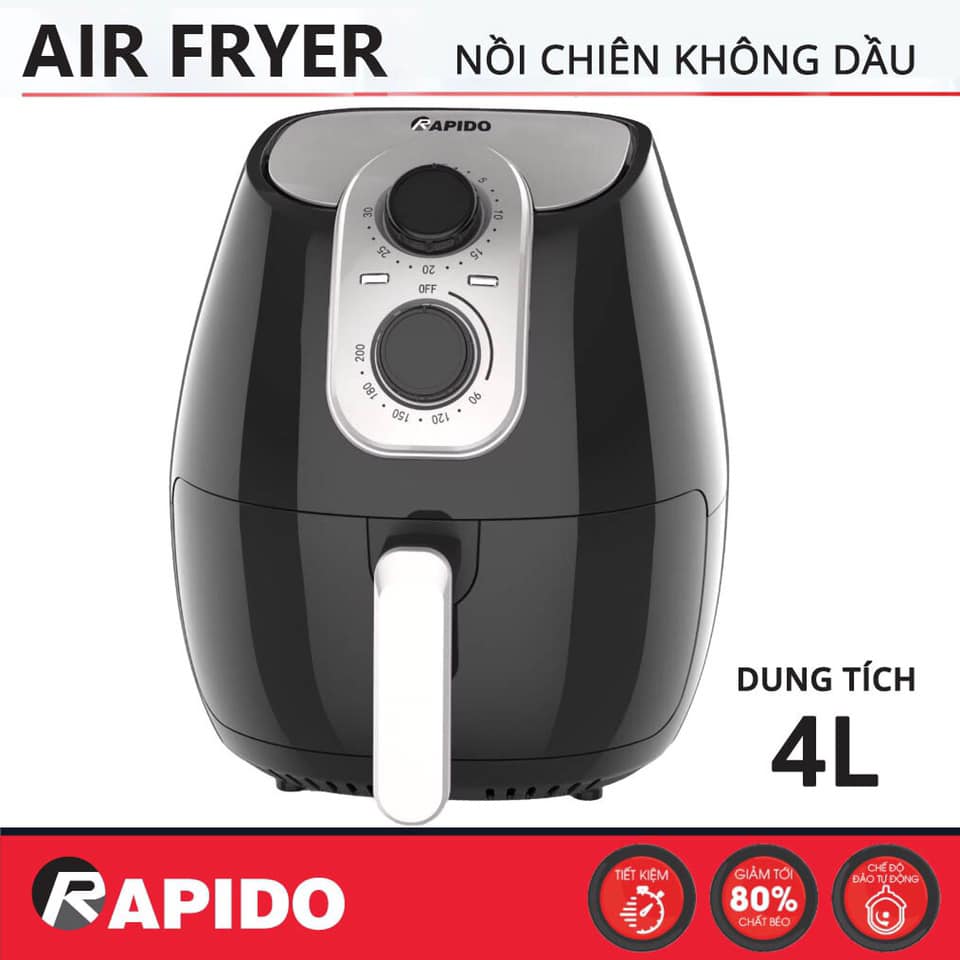 AIR FRYER
NỒI CHIÊN KHÔNG DẦU
RAPIDO
5
10
15
20
25
30
OFF
90
120
150
180
200
DUNG TÍCH
4L
RAPIDO
TIẾT KIỆM
GIẢM TỚI
80%
CHẤT BÉO
CHẾ ĐỘ
ĐẢO TỰ ĐỘNG